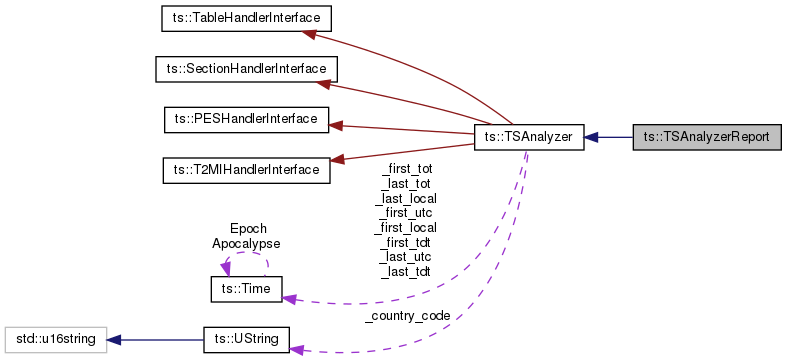 ts::TableHandlerInterface
ts::SectionHandlerInterface
ts::PESHandlerInterface
ts::TSAnalyzer
ts::TSAnalyzerReport
ts::T2MIHandlerInterface
_first_tot
_last_tot
_last_local
_first_utc
_first_local
_first_tdt
_last_utc
_last_tdt
Epoch
Apocalypse
ts::Time
_country_code
std::u16string
ts::UString